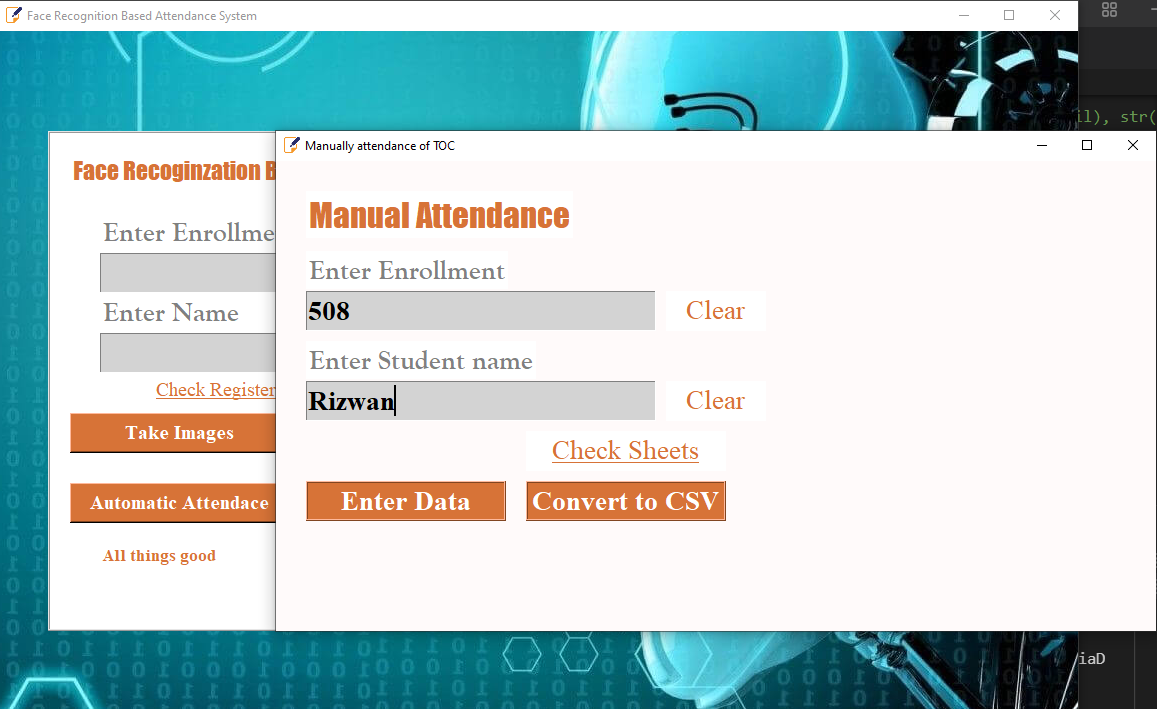 Face Recognition Based Attendance System
il), str(
Manually attendance of TOC
Face Recoginzation B
Enter Enrollme
Enter Name
Check Register
Take Images
Automatic Attendace
All things good
Manual Attendance
Enter Enrollment
508
Clear
Enter Student name
Rizwan
Clear
Check Sheets
Enter Data
Convert to CSV
iaD